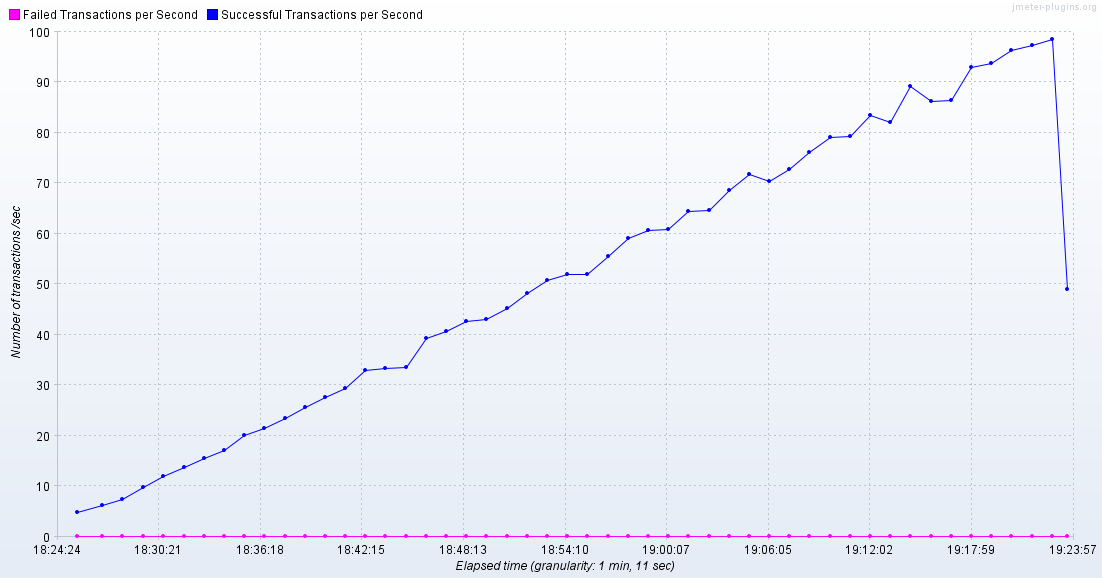 jmeter-plugins.org
Failed Transactions per Second Successful Transactions per Second
100
90
80
70
60
50
40
30
20
10
0
Number of transactions /sec
18:24:24 18:30:21 18:36:18 18:42:15 18:48:13 18:54:10 19:00:07 19:06:05 19:12:02 19:17:59 19:23:57
Elapsed time (granularity: 1 min, 11 sec)